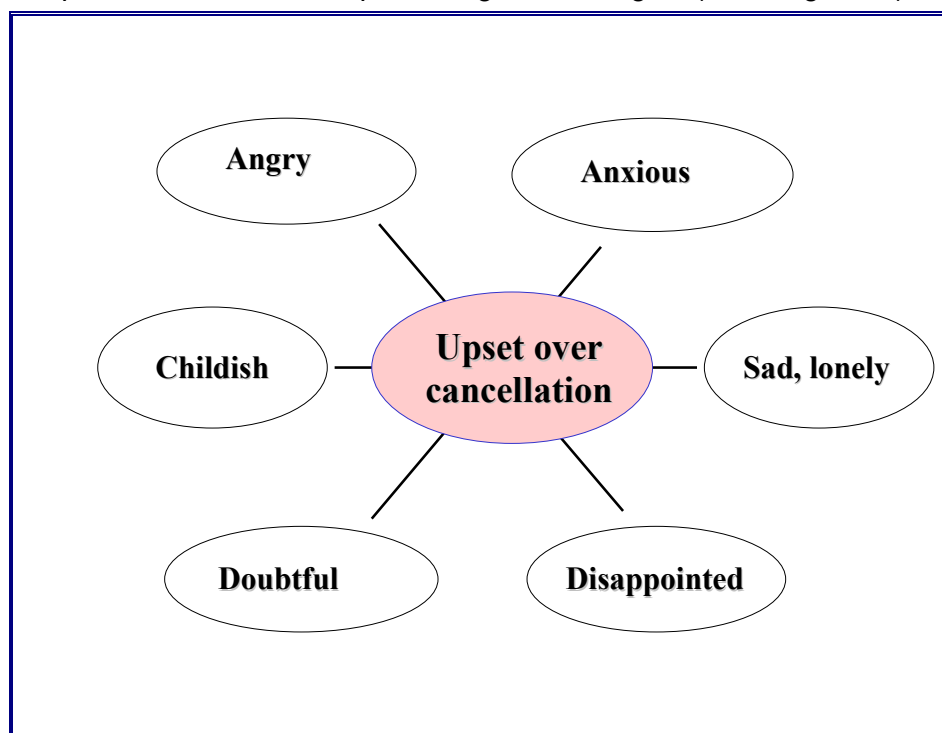 Angry
Anxious
Upset over
cancellation
Childish
Sad, lonely
Doubtful
Disappointed